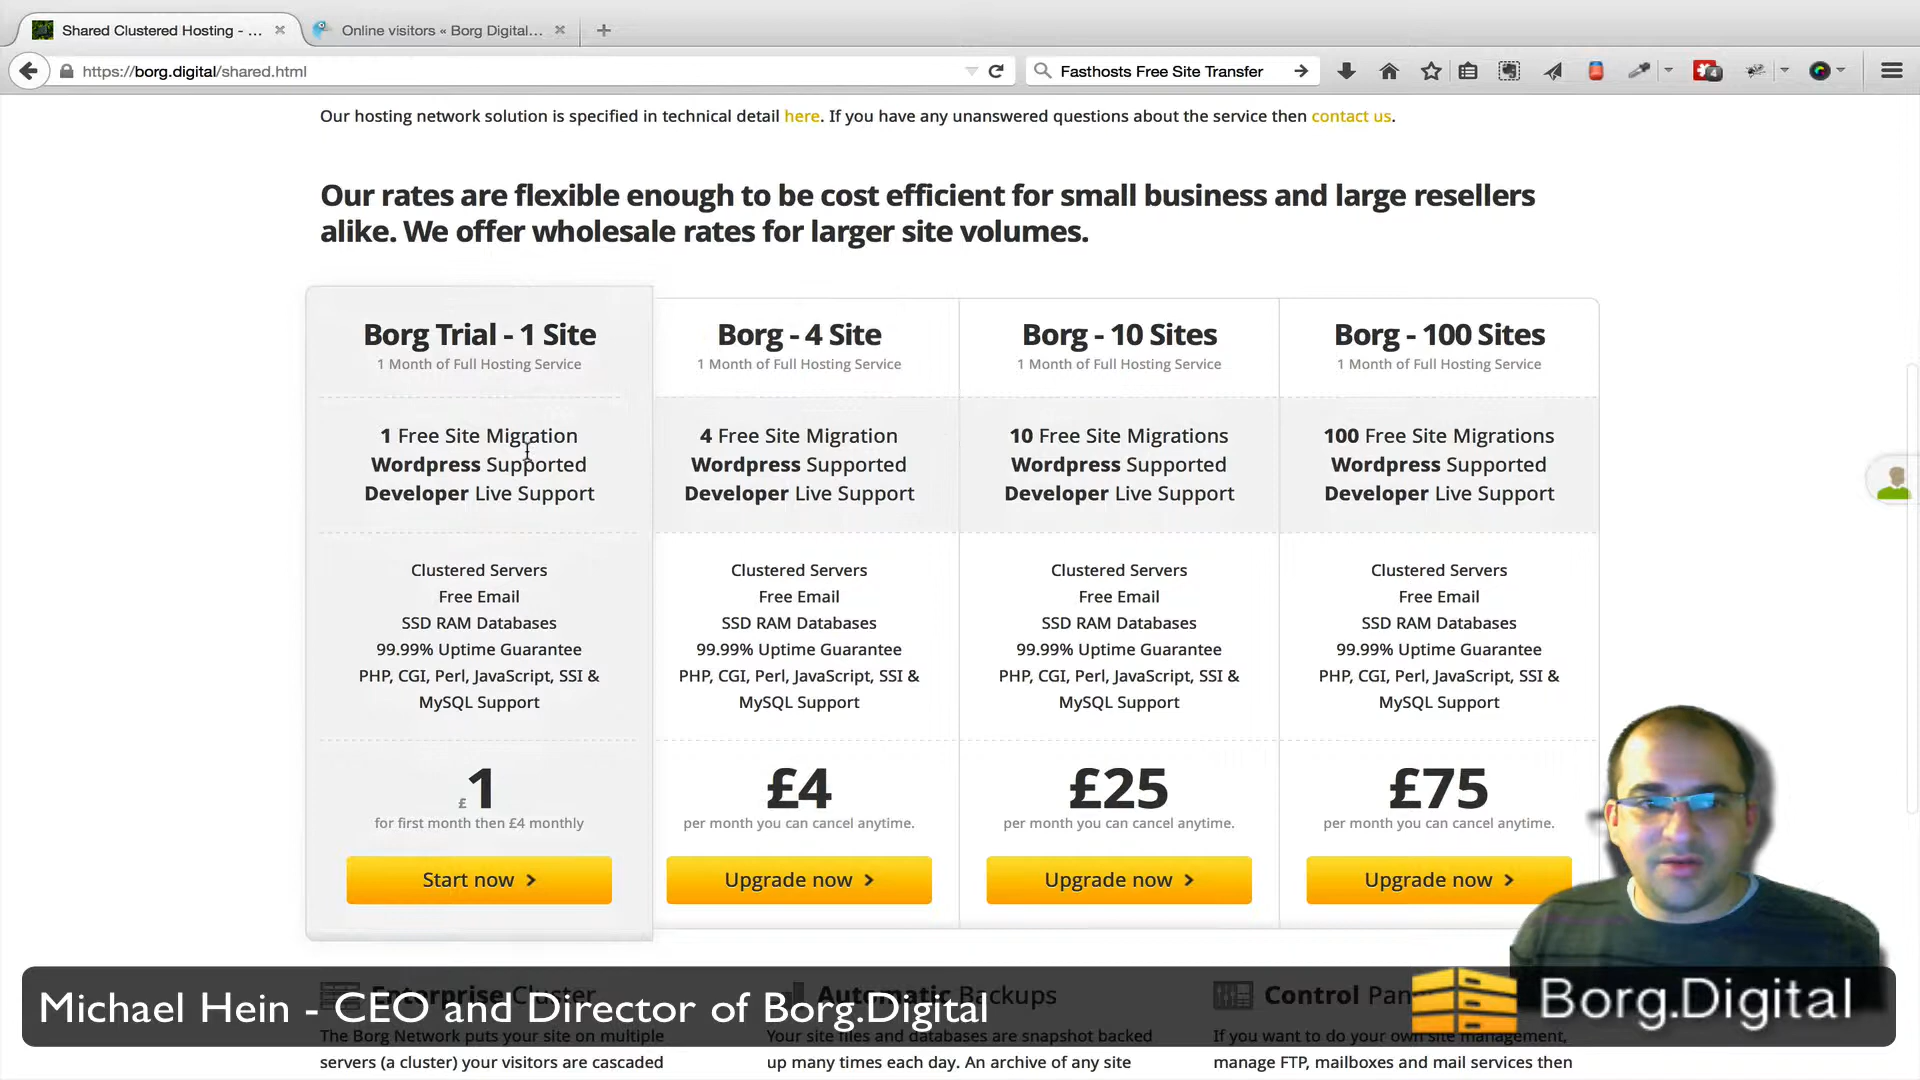 Shared Clustered Hosting - ...
Online visitors « Borg Digital...
https://borg.digital/shared.html
Fasthosts Free Site Transfer
4
Our hosting network solution is specified in technical detail here. If you have any unanswered questions about the service then contact us.
Our rates are flexible enough to be cost efficient for small business and large resellers
alike. We offer wholesale rates for larger site volumes.
Borg Trial - 1 Site
1 Month of Full Hosting Service
1 Free Site Migration
Wordpress Supported
Developer Live Support
Clustered Servers
Free Email
SSD RAM Databases
99.99% Uptime Guarantee
PHP, CGI, Perl, JavaScript, SSI &
MySQL Support
£1
for first month then £4 monthly
Start now
Borg - 4 Site
1 Month of Full Hosting Service
4 Free Site Migration
Wordpress Supported
Developer Live Support
Clustered Servers
Free Email
SSD RAM Databases
99.99% Uptime Guarantee
PHP, CGI, Perl, JavaScript, SSI &
MySQL Support
£4
per month you can cancel anytime.
Upgrade now
Borg - 10 Sites
1 Month of Full Hosting Service
10 Free Site Migrations
Wordpress Supported
Developer Live Support
Clustered Servers
Free Email
SSD RAM Databases
99.99% Uptime Guarantee
PHP, CGI, Perl, JavaScript, SSI &
MySQL Support
£25
per month you can cancel anytime.
Upgrade now
Borg - 100 Sites
1 Month of Full Hosting Service
100 Free Site Migrations
Wordpress Supported
Developer Live Support
Clustered Servers
Free Email
SSD RAM Databases
99.99% Uptime Guarantee
PHP, CGI, Perl, JavaScript, SSI &
MySQL Support
£75
per month you can cancel anytime.
Upgrade now
Enterprise Cluster
The Borg Network puts your site on multiple
servers (a cluster) your visitors are cascaded
Automatic Backups
Your site files and databases are snapshot backed
up many times each day. An archive of any site
Control Pan
If you want to do your own site management,
manage FTP, mailboxes and mail services then
Michael Hein - CEO and Director of Borg.Digital
Borg.Digital